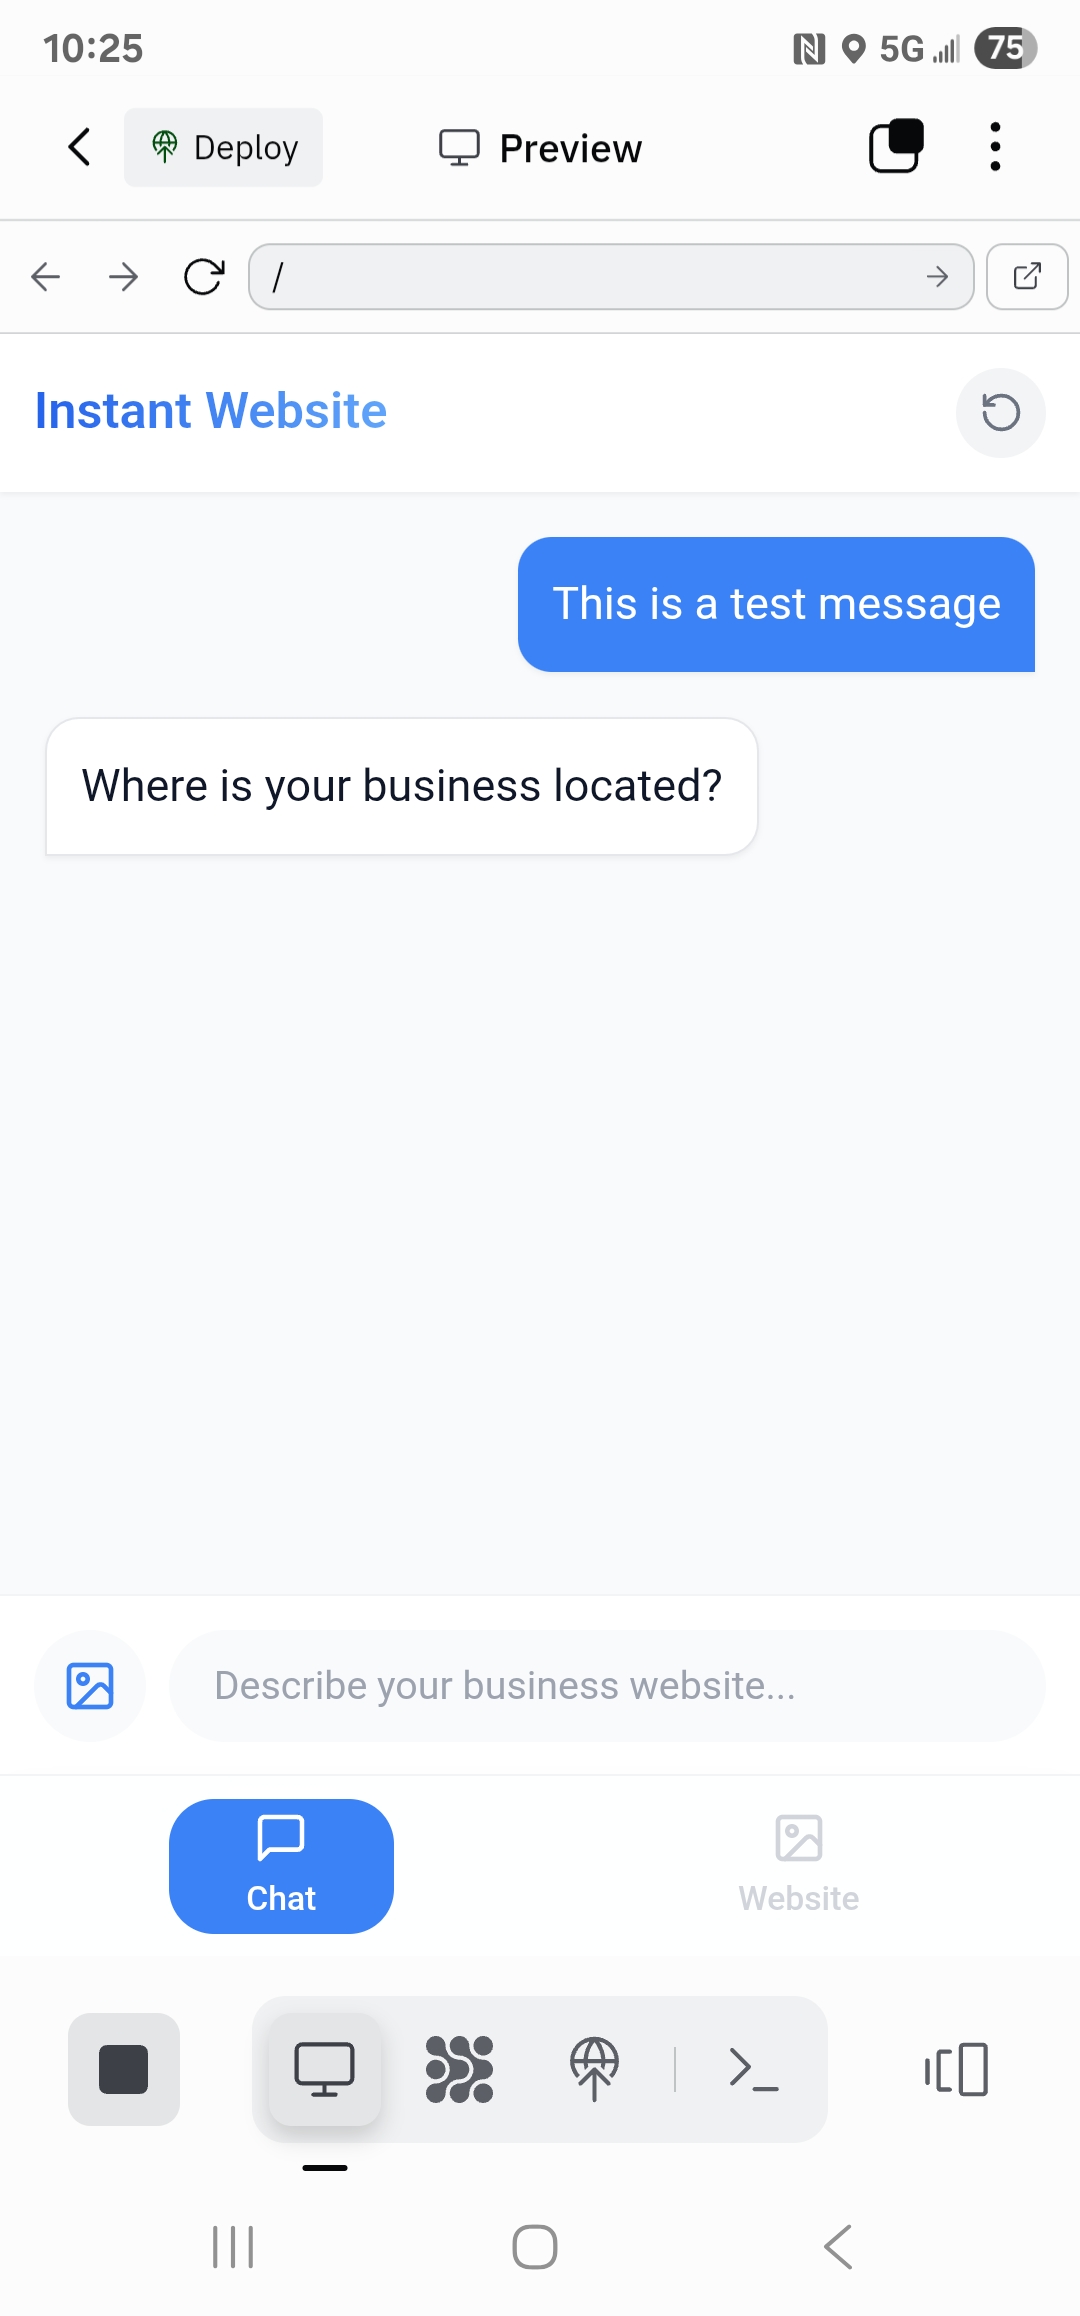 10:25
5G
75
Deploy
Preview
/
Instant Website
This is a test message
Where is your business located?
Describe your business website...
Chat
Website